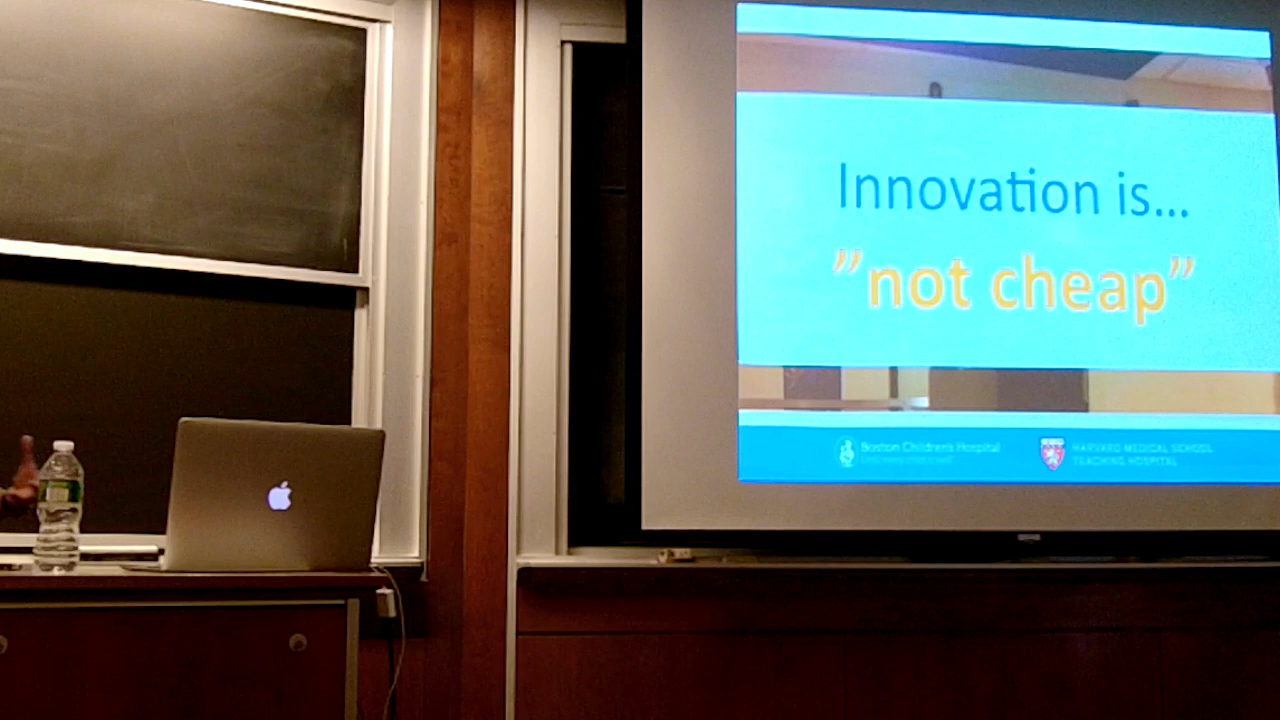 Innovation is...
”not cheap”
Boston Children's Hospital
HARVARD MEDICAL SCHOOL
TEACHING HOSPITAL